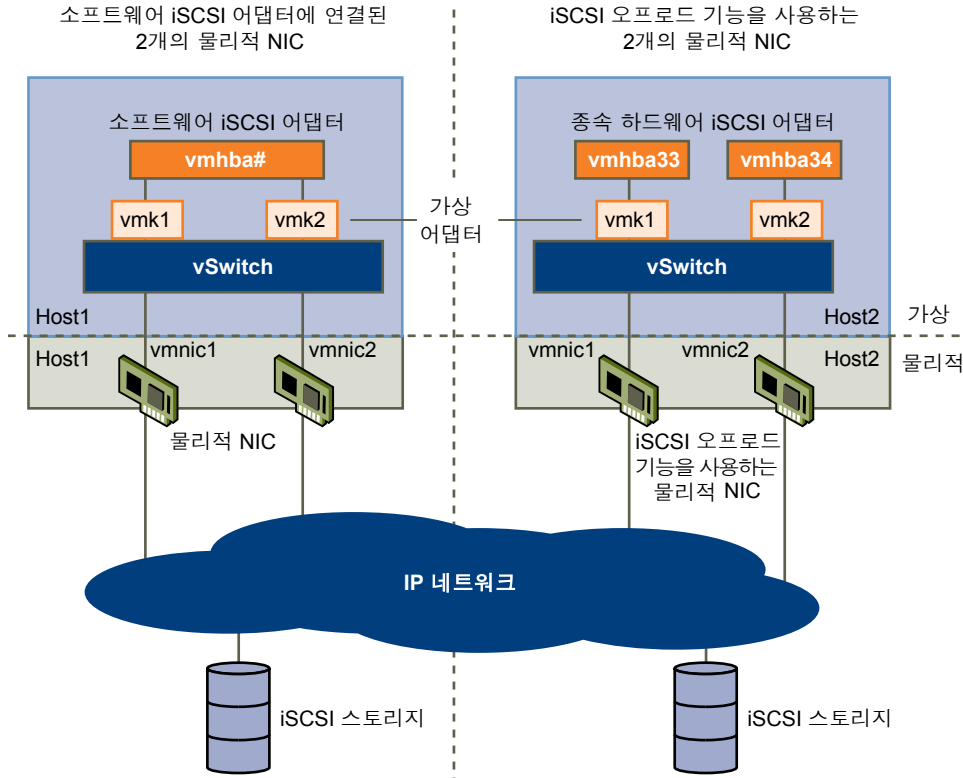 소프트웨어 iSCSI 어댑터에 연결된
2개의 물리적 NIC
iSCSI 오프로드 기능을 사용하는
2개의 물리적 NIC
소프트웨어 iSCSI 어댑터
종속 하드웨어 iSCSI 어댑터
vmhba#
vmhba33
vmhba34
vmk1
vmk2
가상
어댑터
vmk1
vmk2
vSwitch
vSwitch
Host1
Host2
가상
Host1
vmnic1
vmnic2
vmnic1
vmnic2
Host2
물리적
물리적 NIC
iSCSI 오프로드
기능을 사용하는
물리적 NIC
IP 네트워크
iSCSI 스토리지
iSCSI 스토리지